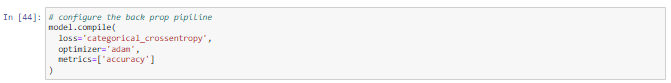 In [44]: # configure the back prop pipiline
model.compile(
loss='categorical_crossentropy',
optimizer='adam',
metrics=['accuracy']
)